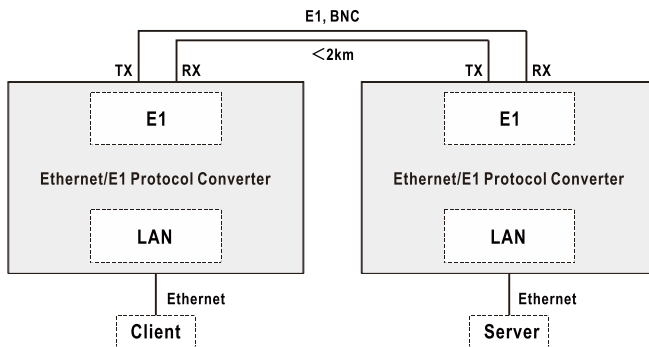 E1, BNC
<2km
TX RX TX RX
E1 E1
Ethernet/E1 Protocol Converter Ethernet/E1 Protocol Converter
LAN LAN
Ethernet Ethernet
Client Server